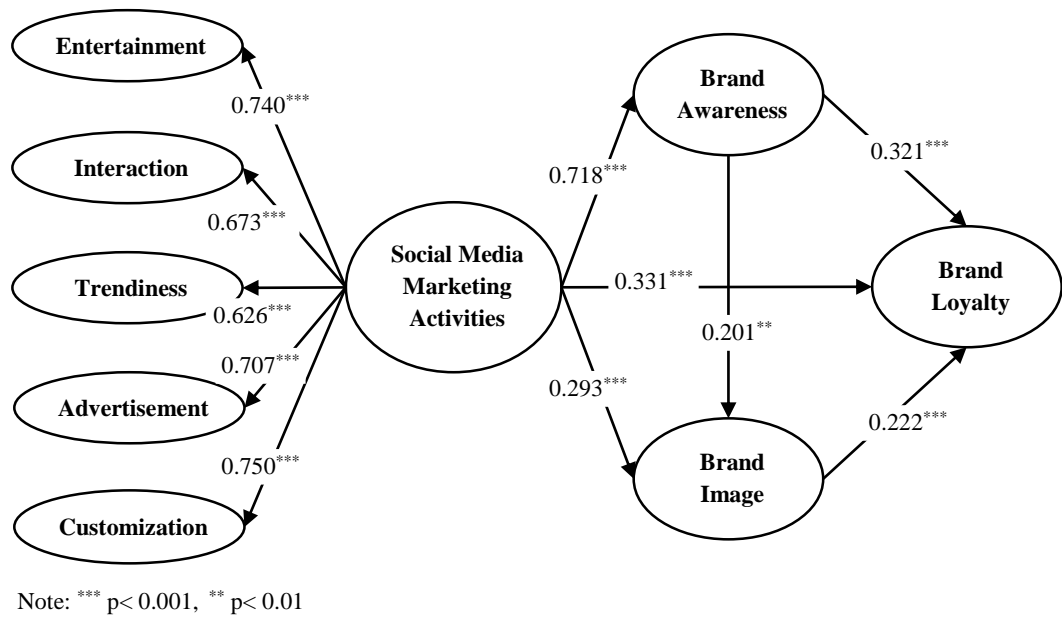 Entertainment
0.740***
Interaction
0.673***
Trendiness
0.626***
Advertisement
0.707***
Customization
0.750***
Social Media
Marketing
Activities
0.718***
0.331***
0.293***
Brand
Awareness
0.201**
Brand
Image
0.321***
0.222***
Brand
Loyalty
Note: *** p< 0.001, ** p< 0.01